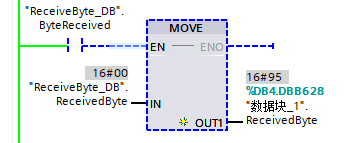 "ReceiveByte_DB".
ByteReceived
MOVE
EN
ENO
16#00
"ReceiveByte_DB".
ReceivedByte
IN
OUT1
16#95
%DB4.DBB628
"数据块_1".
ReceivedByte